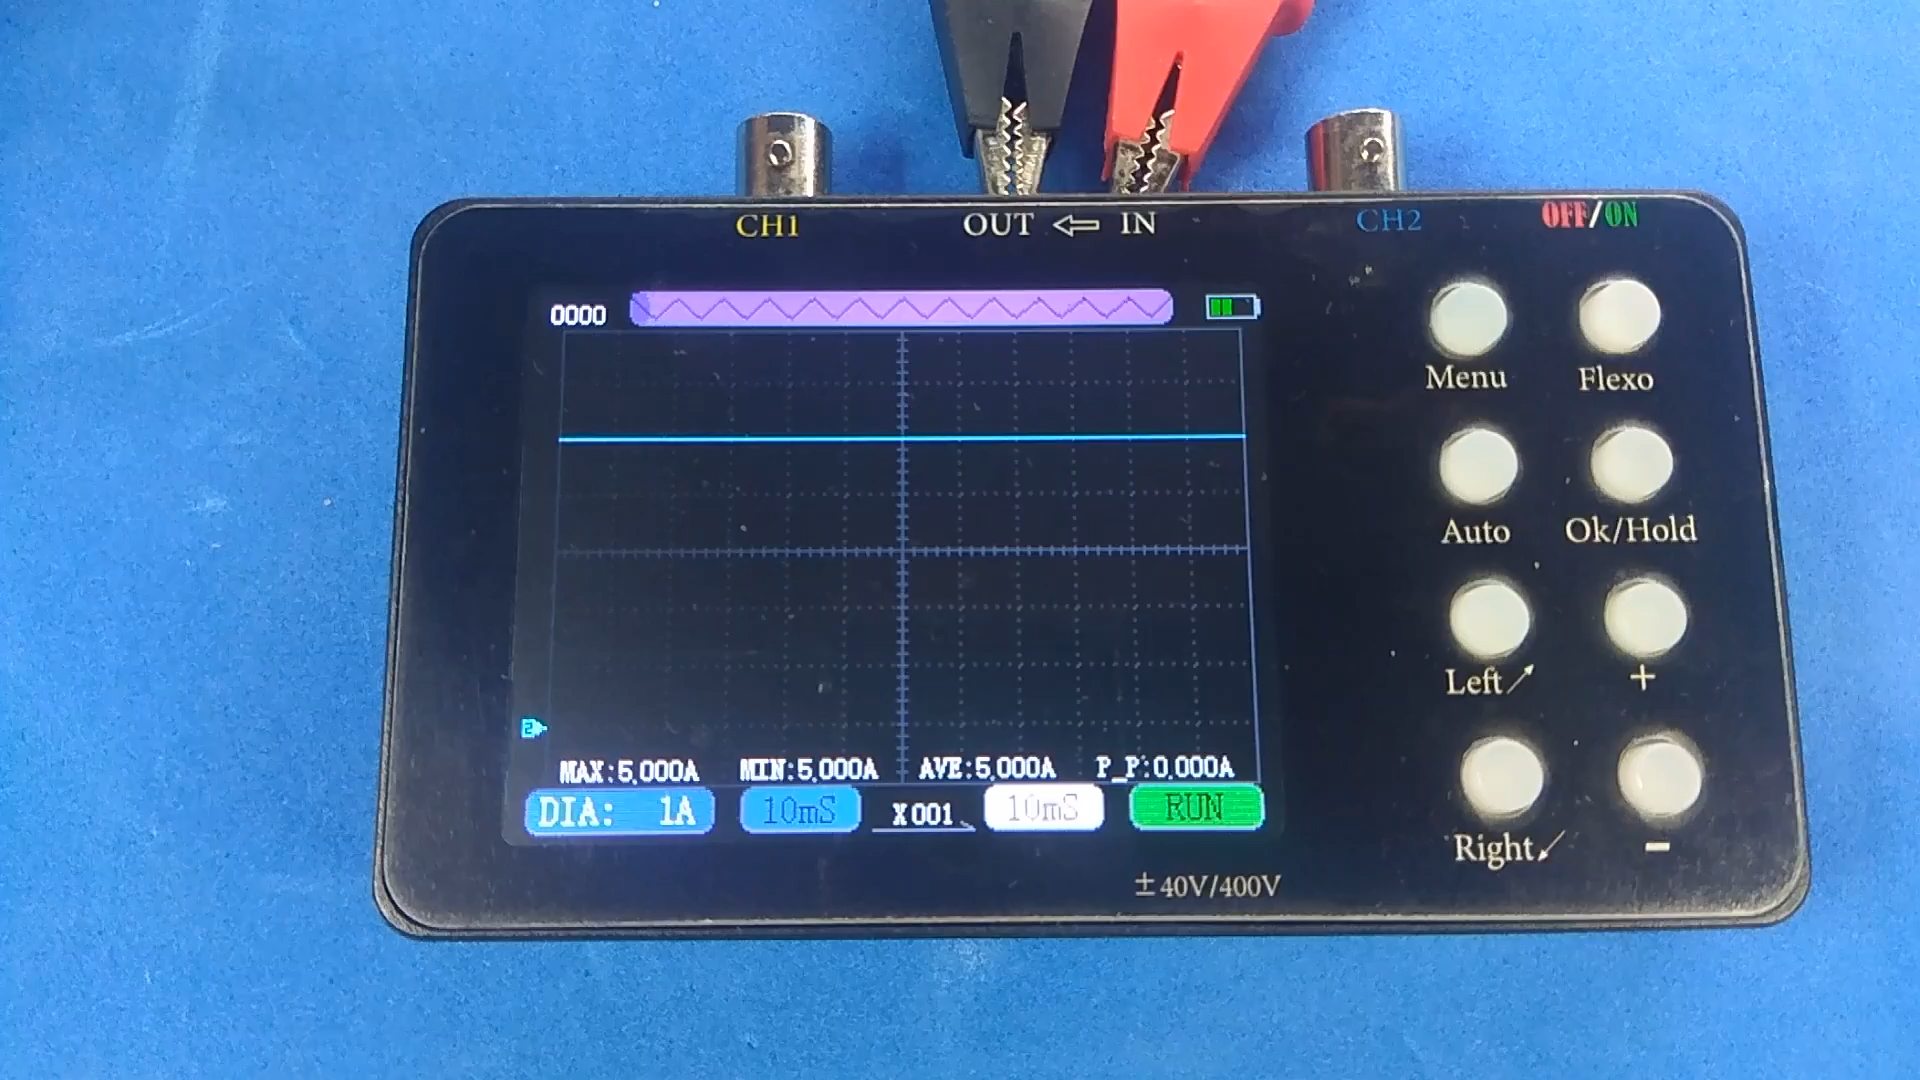 CH1 OUT ⇦ IN CH2 OFF/ON
0000
Menu Flexo
Auto Ok/Hold
Left↗ +
2
MAX:5.000A MIN:5.000A AVE:5.000A P_P:0.000A
DIA: 1A 10mS X001 10mS RUN
Right↙ -
±40V/400V